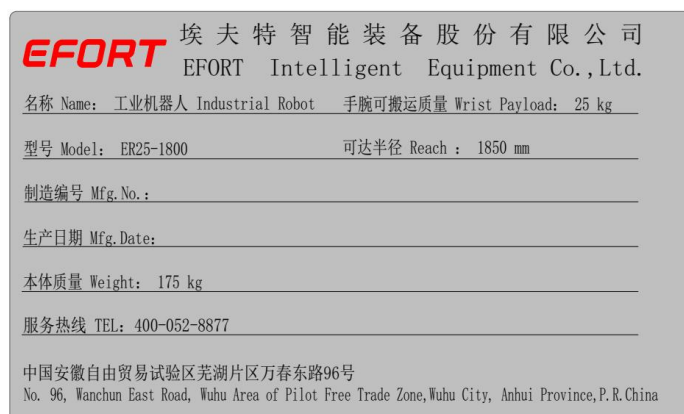 EFORT 埃夫特智能装备股份有限公司
EFORT Intelligent Equipment Co.,Ltd.
名称 Name: 工业机器人 Industrial Robot 手腕可搬运质量 Wrist Payload: 25 kg
型号 Model: ER25-1800 可达半径 Reach : 1850 mm
制造编号 Mfg.No.:
生产日期 Mfg.Date:
本体质量 Weight: 175 kg
服务热线 TEL: 400-052-8877
中国安徽自由贸易试验区芜湖片区万春东路96号
No. 96, Wanchun East Road, Wuhu Area of Pilot Free Trade Zone,Wuhu City, Anhui Province,P.R.China